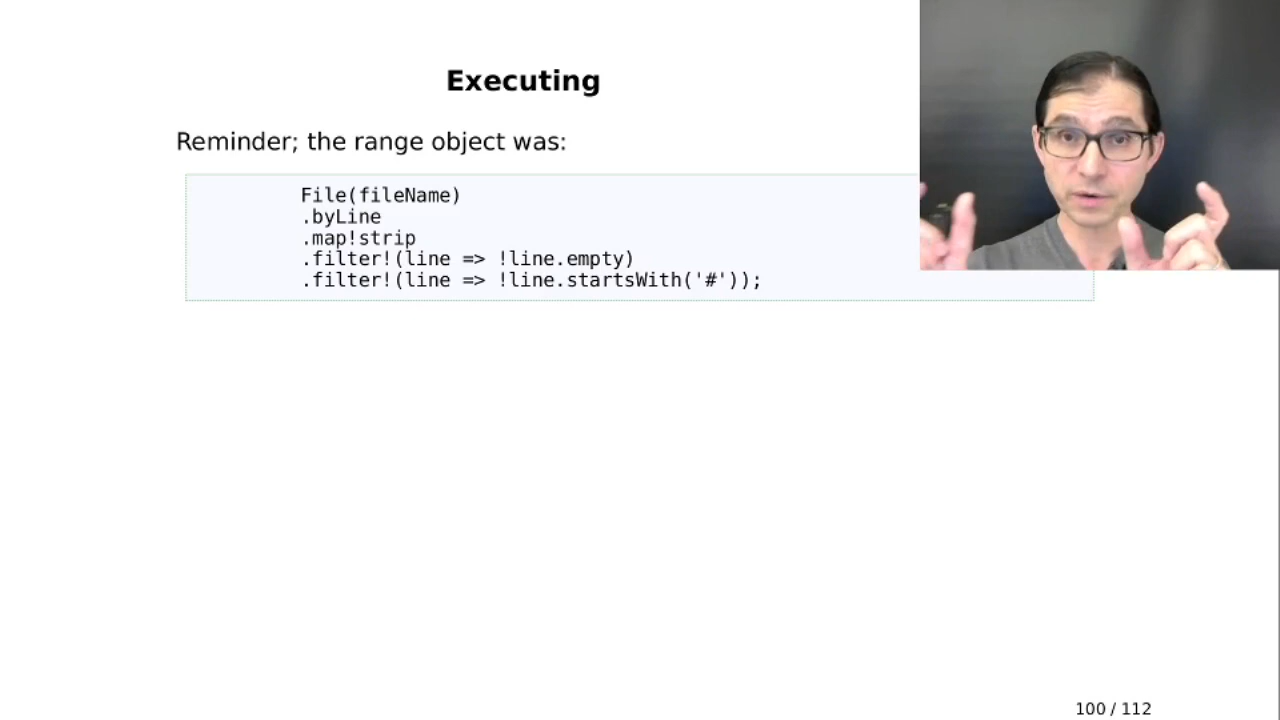 Executing
Reminder; the range object was:
File(fileName)
.byLine
.map!strip
.filter!(line => !line.empty)
.filter!(line => !line.startsWith('#'));
100 / 112